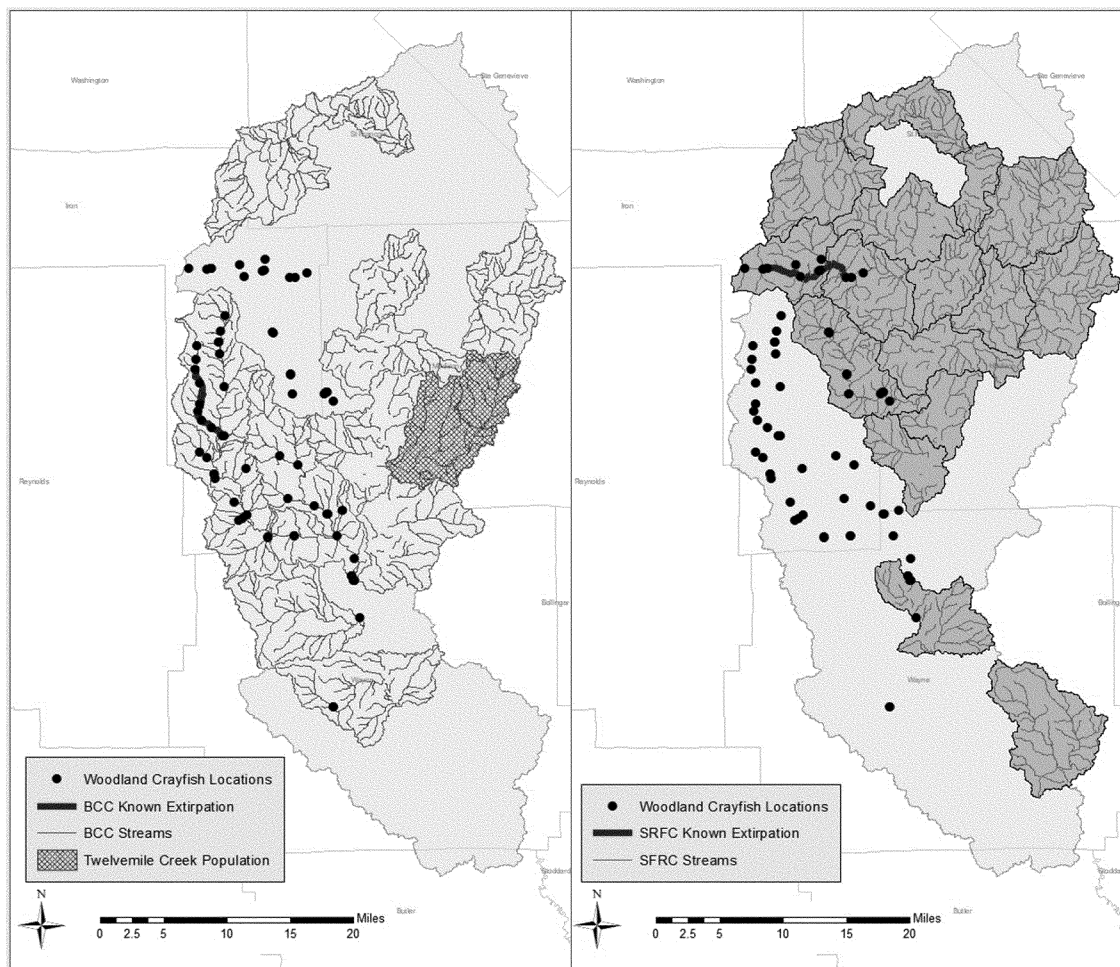 Washington
Ste Genevieve
Iron
Reynolds
Bollinger
Wayne
Woodland Crayfish Locations
BCC Known Extirpation
BCC Streams
Twelvemile Creek Population
Stoddard
Butler
N
Miles
0 2.5 5 10 15 20
Washington
Ste Genevieve
Iron
Reynolds
Wayne
Woodland Crayfish Locations
SRFC Known Extirpation
SFRC Streams
Butler
N
Miles
0 2.5 5 10 15 20